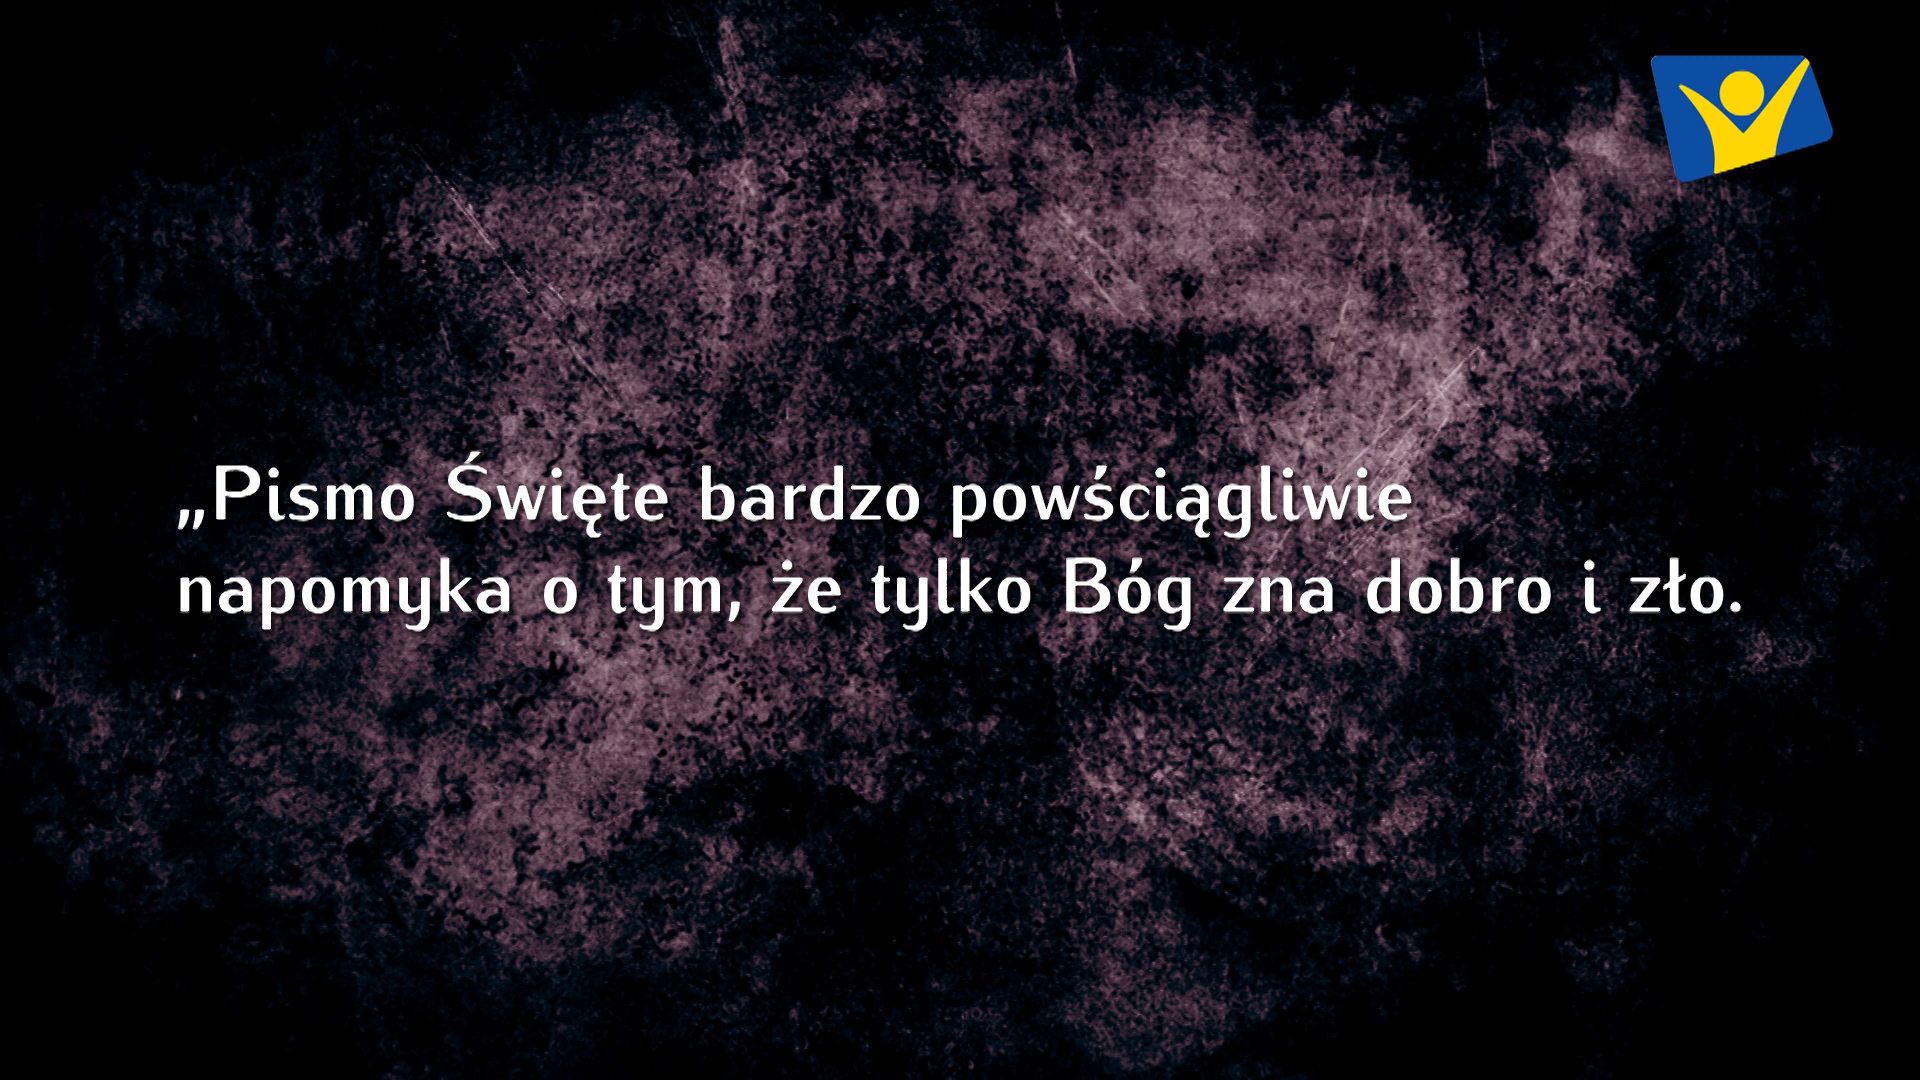 „Pismo Święte bardzo powściągliwie
napomyka o tym, że tylko Bóg zna dobro i zło.